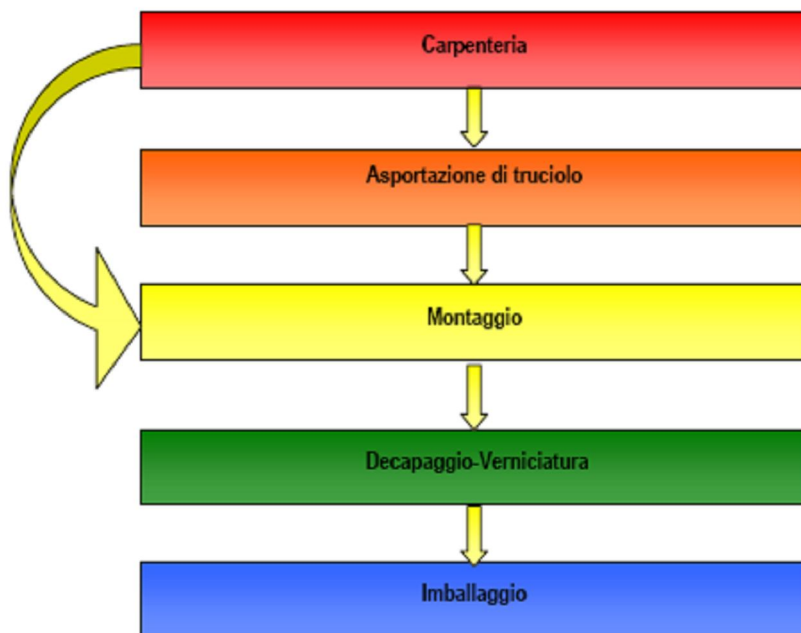 Carpenteria
Asportazione di truciolo
Montaggio
Decapaggio-Verniciatura
Imballaggio